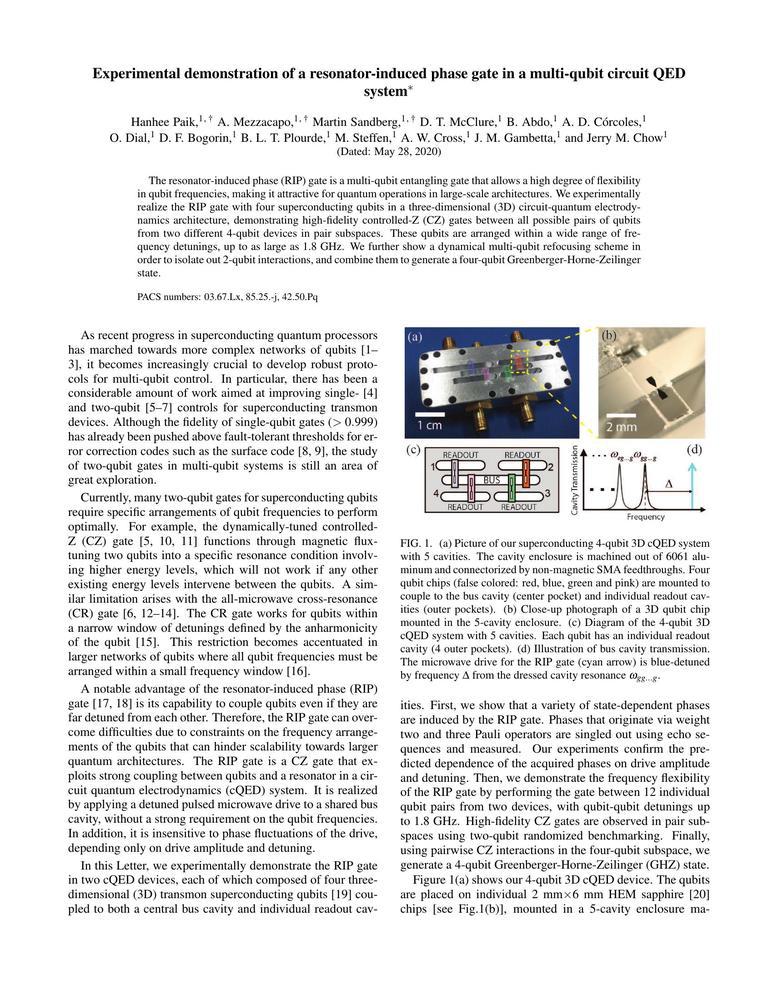 Experimental demonstration of a resonator-induced phase gate in a multi-qubit circuit QED
system*
Hanhee Paik,1, † A. Mezzacapo,1, † Martin Sandberg,1, † D. T. McClure,1 B. Abdo,1 A. D. Córcoles,1
O. Dial,1 D. F. Bogorin,1 B. L. T. Plourde,1 M. Steffen,1 A. W. Cross,1 J. M. Gambetta,1 and Jerry M. Chow1
(Dated: May 28, 2020)
The resonator-induced phase (RIP) gate is a multi-qubit entangling gate that allows a high degree of flexibility
in qubit frequencies, making it attractive for quantum operations in large-scale architectures. We experimentally
realize the RIP gate with four superconducting qubits in a three-dimensional (3D) circuit-quantum electrody-
namics architecture, demonstrating high-fidelity controlled-Z (CZ) gates between all possible pairs of qubits
from two different 4-qubit devices in pair subspaces. These qubits are arranged within a wide range of fre-
quency detunings, up to as large as 1.8 GHz. We further show a dynamical multi-qubit refocusing scheme in
order to isolate out 2-qubit interactions, and combine them to generate a four-qubit Greenberger-Horne-Zeilinger
state.
PACS numbers: 03.67.Lx, 85.25.-j, 42.50.Pq
As recent progress in superconducting quantum processors
has marched towards more complex networks of qubits [1–
3], it becomes increasingly crucial to develop robust proto-
cols for multi-qubit control. In particular, there has been a
considerable amount of work aimed at improving single- [4]
and two-qubit [5–7] controls for superconducting transmon
devices. Although the fidelity of single-qubit gates (> 0.999)
has already been pushed above fault-tolerant thresholds for er-
ror correction codes such as the surface code [8, 9], the study
of two-qubit gates in multi-qubit systems is still an area of
great exploration.
Currently, many two-qubit gates for superconducting qubits
require specific arrangements of qubit frequencies to perform
optimally. For example, the dynamically-tuned controlled-
Z (CZ) gate [5, 10, 11] functions through magnetic flux-
tuning two qubits into a specific resonance condition involv-
ing higher energy levels, which will not work if any other
existing energy levels intervene between the qubits. A sim-
ilar limitation arises with the all-microwave cross-resonance
(CR) gate [6, 12–14]. The CR gate works for qubits within
a narrow window of detunings defined by the anharmonicity
of the qubit [15]. This restriction becomes accentuated in
larger networks of qubits where all qubit frequencies must be
arranged within a small frequency window [16].
A notable advantage of the resonator-induced phase (RIP)
gate [17, 18] is its capability to couple qubits even if they are
far detuned from each other. Therefore, the RIP gate can over-
come difficulties due to constraints on the frequency arrange-
ments of the qubits that can hinder scalability towards larger
quantum architectures. The RIP gate is a CZ gate that ex-
ploits strong coupling between qubits and a resonator in a cir-
cuit quantum electrodynamics (cQED) system. It is realized
by applying a detuned pulsed microwave drive to a shared bus
cavity, without a strong requirement on the qubit frequencies.
In addition, it is insensitive to phase fluctuations of the drive,
depending only on drive amplitude and detuning.
In this Letter, we experimentally demonstrate the RIP gate
in two cQED devices, each of which composed of four three-
dimensional (3D) transmon superconducting qubits [19] cou-
pled to both a central bus cavity and individual readout cav-
(a)
1 cm
(b)
2 mm
(c)
READOUT READOUT
1 2
BUS
4 3
READOUT READOUT
(d)
Cavity Transmission
ωeg...g ωgg...g
Δ
Frequency
FIG. 1. (a) Picture of our superconducting 4-qubit 3D cQED system
with 5 cavities. The cavity enclosure is machined out of 6061 alu-
minum and connectorized by non-magnetic SMA feedthroughs. Four
qubit chips (false colored: red, blue, green and pink) are mounted to
couple to the bus cavity (center pocket) and individual readout cav-
ities (outer pockets). (b) Close-up photograph of a 3D qubit chip
mounted in the 5-cavity enclosure. (c) Diagram of the 4-qubit 3D
cQED system with 5 cavities. Each qubit has an individual readout
cavity (4 outer pockets). (d) Illustration of bus cavity transmission.
The microwave drive for the RIP gate (cyan arrow) is blue-detuned
by frequency Δ from the dressed cavity resonance ωgg...g.
ities. First, we show that a variety of state-dependent phases
are induced by the RIP gate. Phases that originate via weight
two and three Pauli operators are singled out using echo se-
quences and measured. Our experiments confirm the pre-
dicted dependence of the acquired phases on drive amplitude
and detuning. Then, we demonstrate the frequency flexibility
of the RIP gate by performing the gate between 12 individual
qubit pairs from two devices, with qubit-qubit detunings up
to 1.8 GHz. High-fidelity CZ gates are observed in pair sub-
spaces using two-qubit randomized benchmarking. Finally,
using pairwise CZ interactions in the four-qubit subspace, we
generate a 4-qubit Greenberger-Horne-Zeilinger (GHZ) state.
Figure 1(a) shows our 4-qubit 3D cQED device. The qubits
are placed on individual 2 mm×6 mm HEM sapphire [20]
chips [see Fig.1(b)], mounted in a 5-cavity enclosure ma-